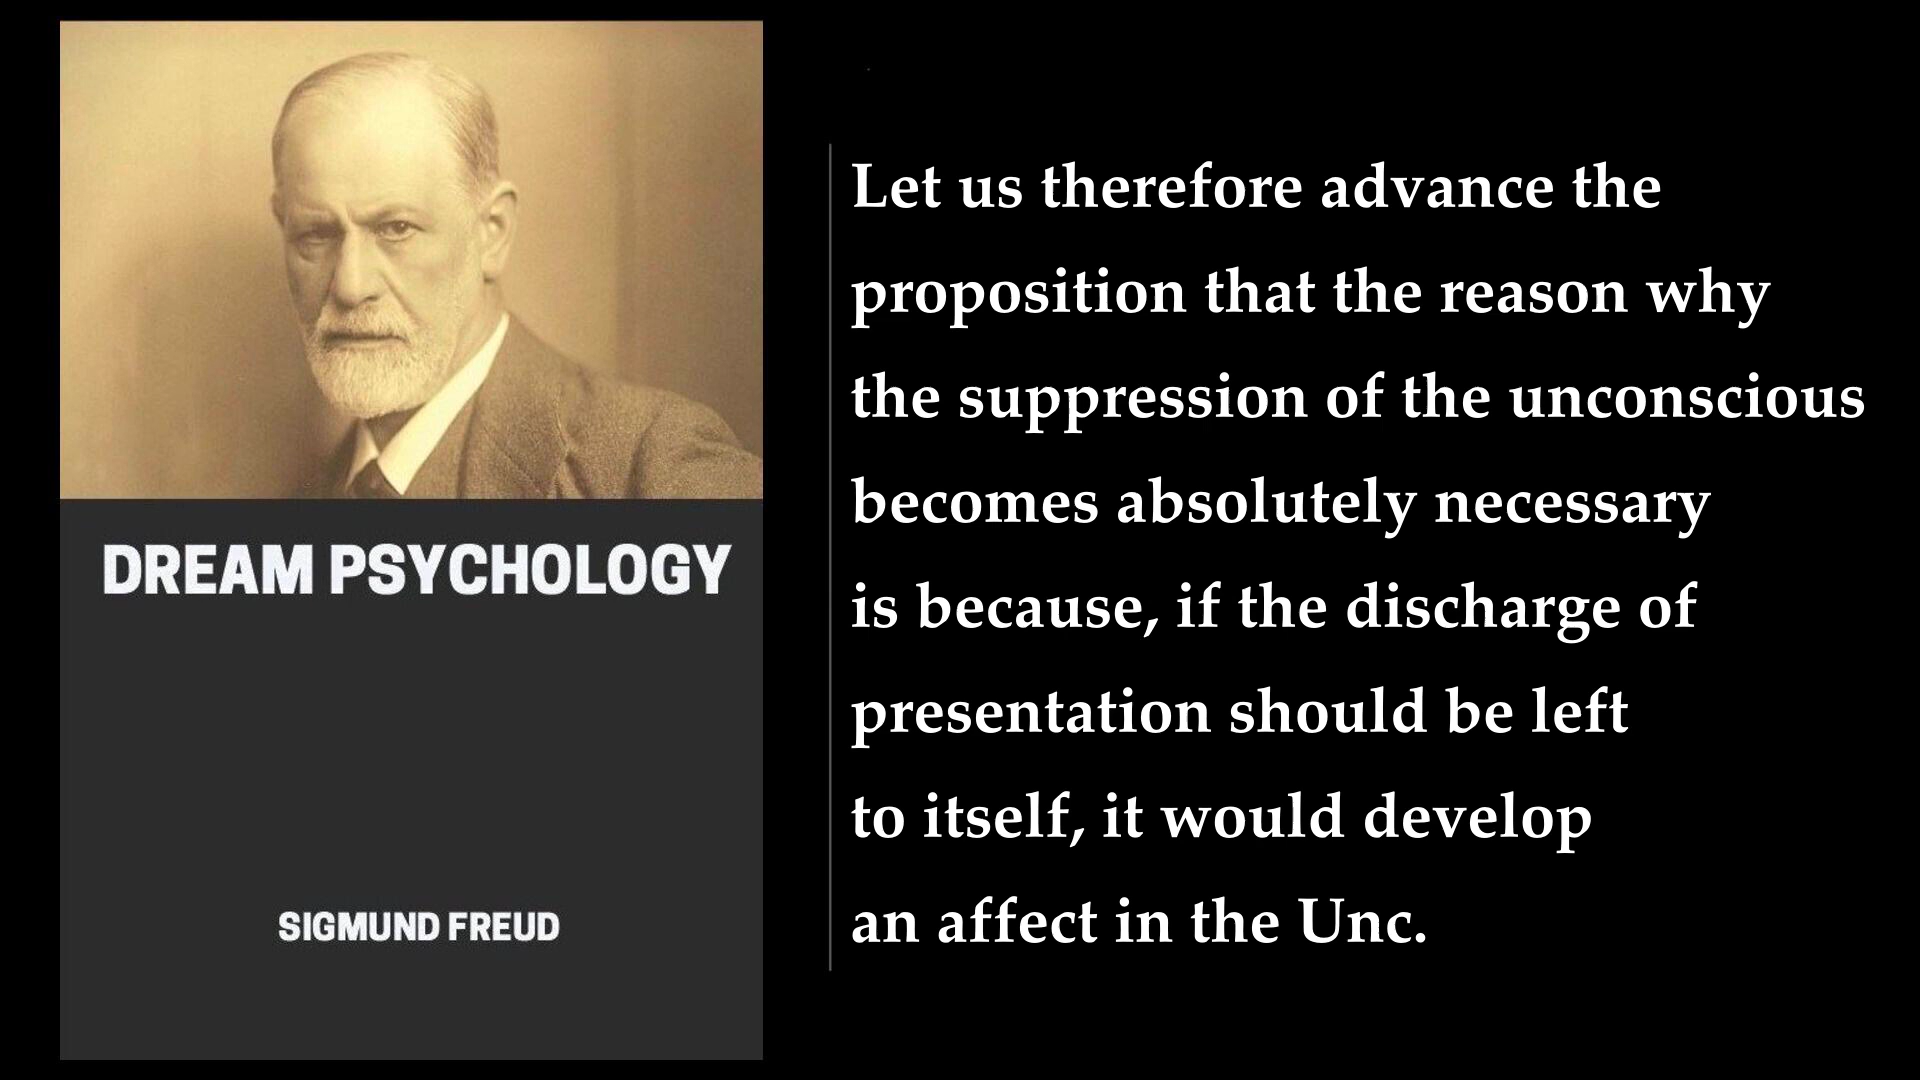 DREAM PSYCHOLOGY
SIGMUND FREUD
Let us therefore advance the
proposition that the reason why
the suppression of the unconscious
becomes absolutely necessary
is because, if the discharge of
presentation should be left
to itself, it would develop
an affect in the Unc.